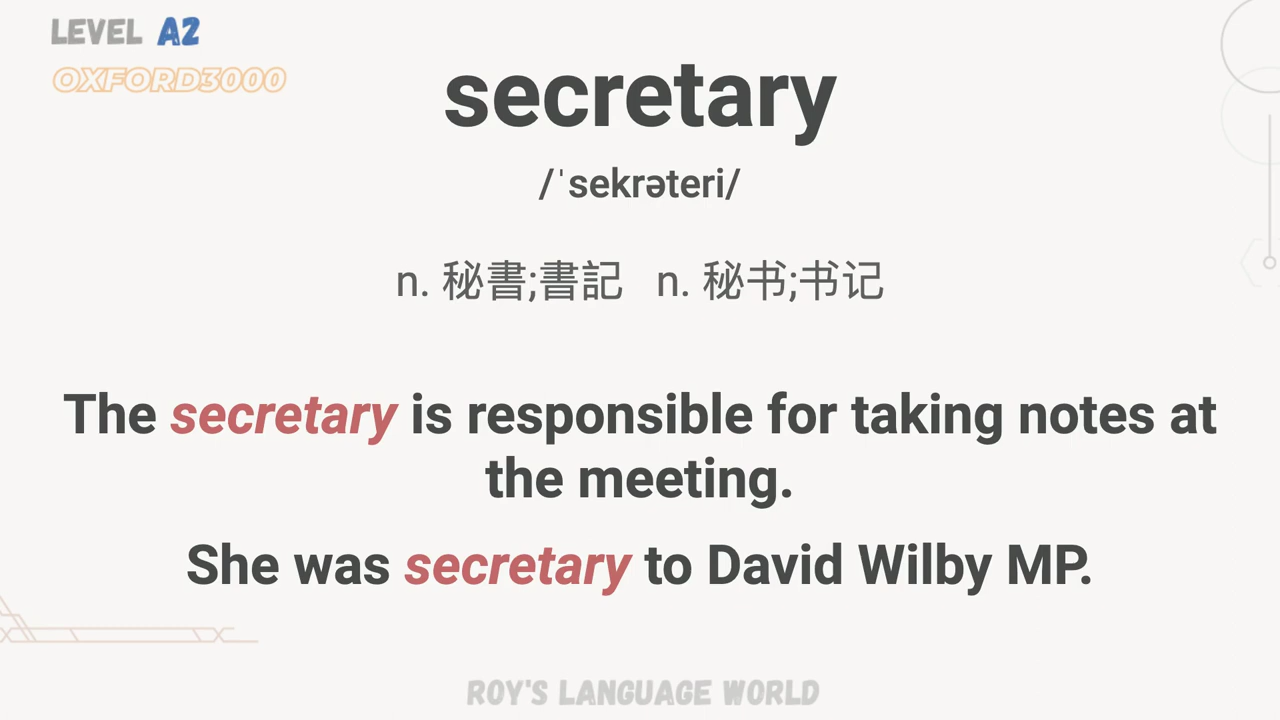 LEVEL A2
OXFORD3000
secretary
/ˈsekrəteri/
n. 秘書;書記 n. 秘书;书记
The secretary is responsible for taking notes at
the meeting.
She was secretary to David Wilby MP.
ROY'S LANGUAGE WORLD